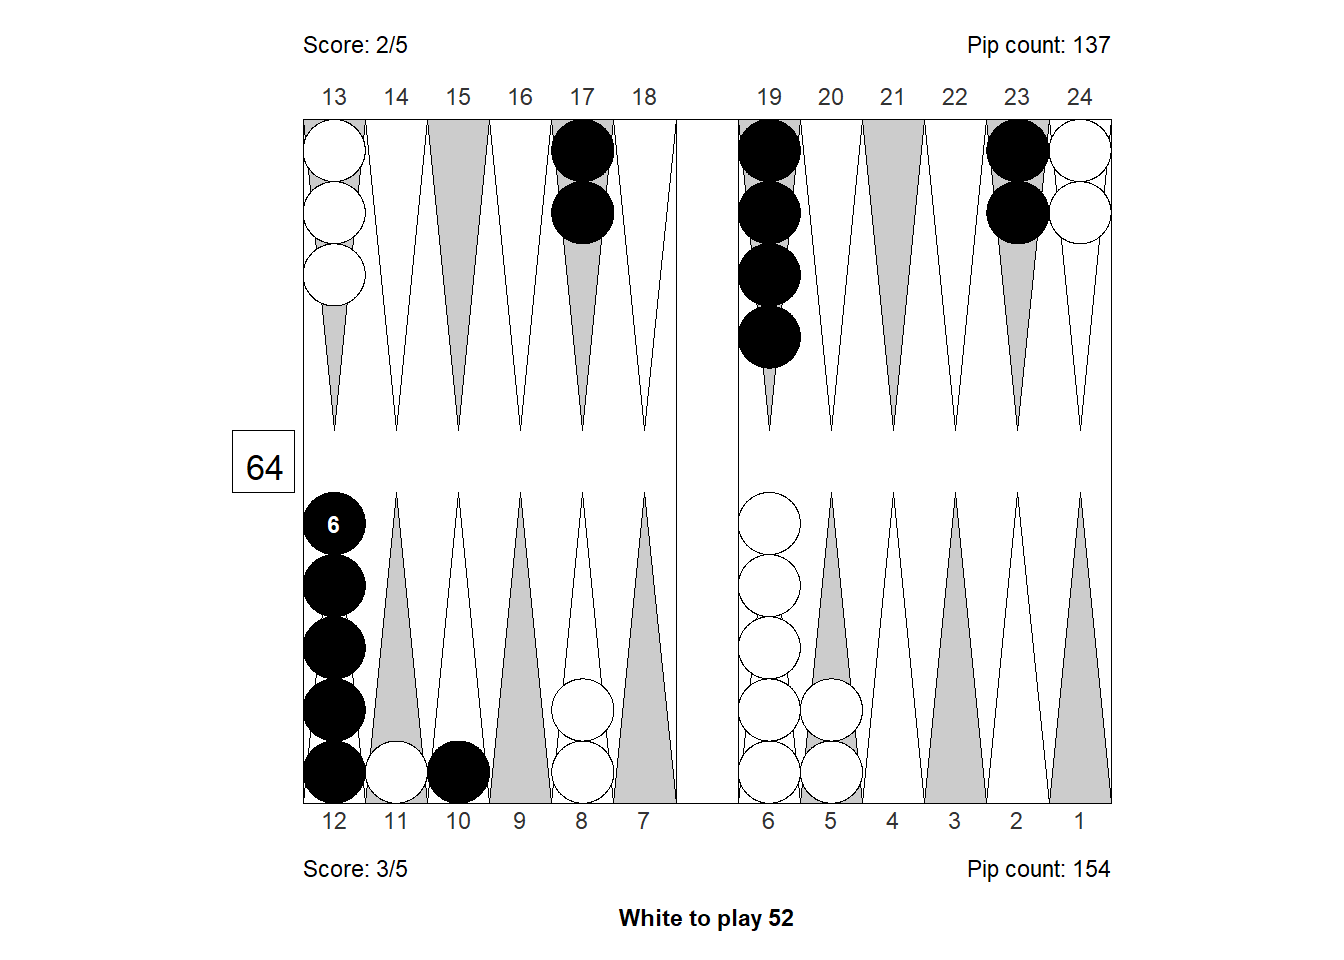 Score: 2/5 Pip count: 137
13 14 15 16 17 18 19 20 21 22 23 24
64
6
12 11 10 9 8 7 6 5 4 3 2 1
Score: 3/5 Pip count: 154
White to play 52